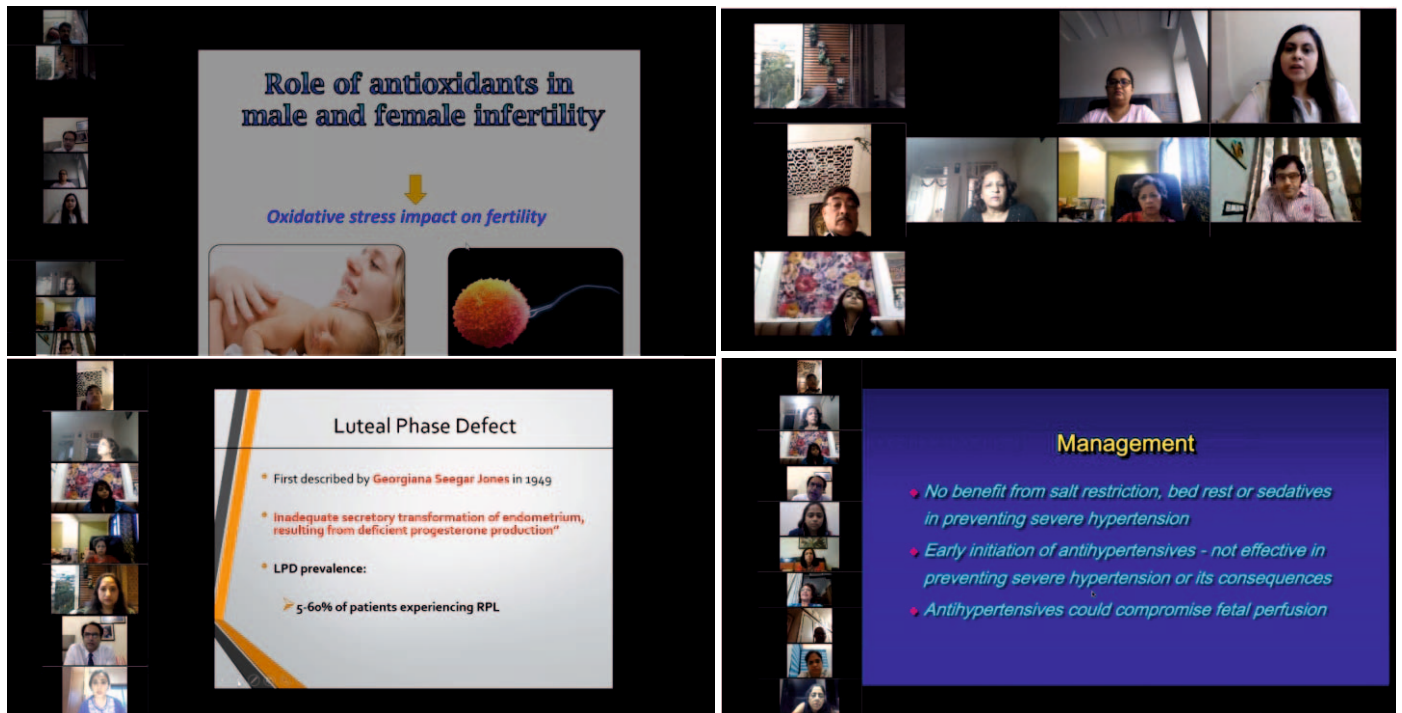 Role of antioxidants in
male and female infertility
Oxidative stress impact on fertility
Luteal Phase Defect
First described by Georgiana Seegar Jones in 1949
Inadequate secretory transformation of endometrium,
resulting from deficient progesterone production"
LPD prevalence:
5-60% of patients experiencing RPL
Management
No benefit from salt restriction, bed rest or sedatives
in preventing severe hypertension
Early initiation of antihypertensives - not effective in
preventing severe hypertension or its consequences
Antihypertensives could compromise fetal perfusion